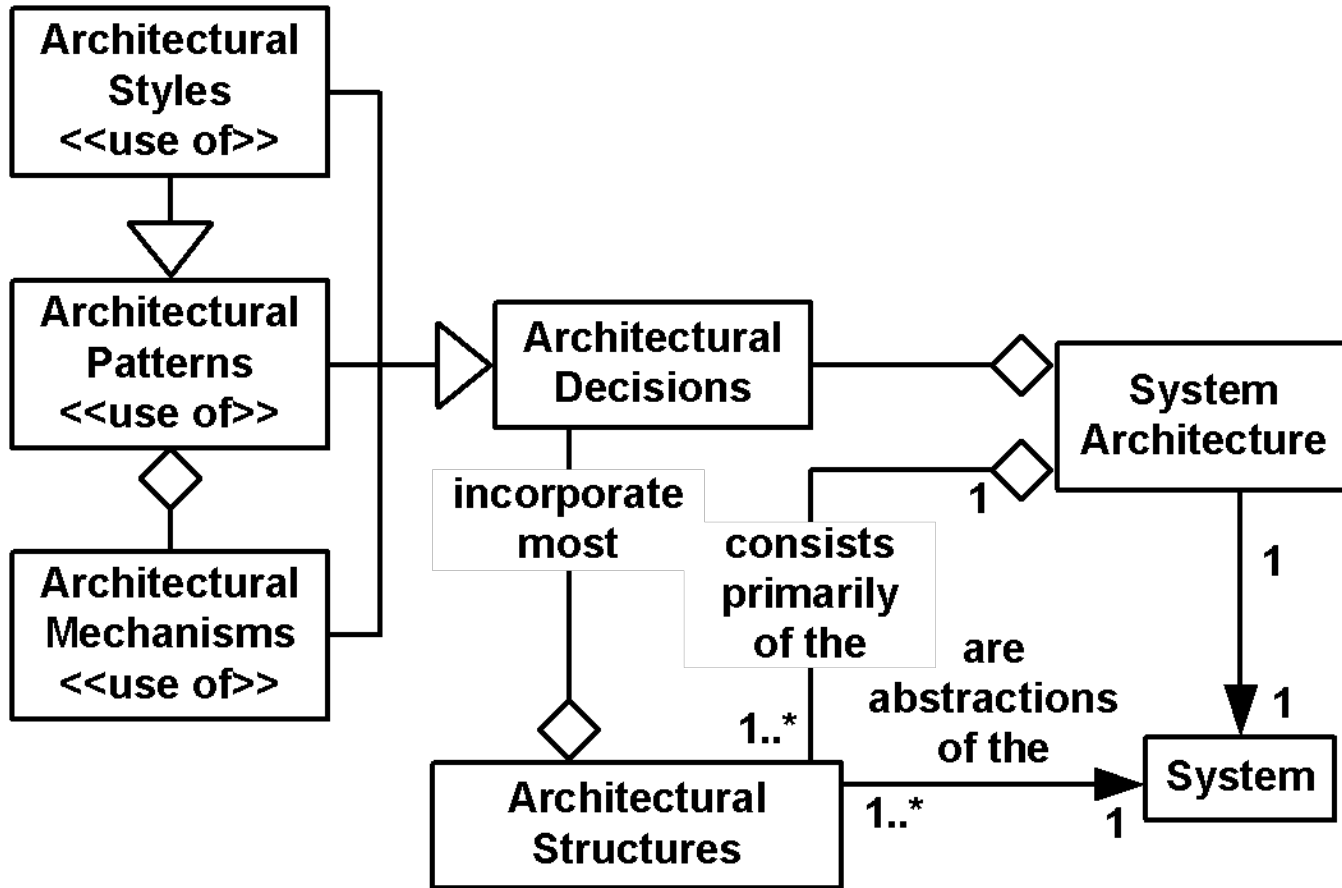 Architectural
Styles
<<use of>>
Architectural
Patterns
<<use of>>
Architectural
Mechanisms
<<use of>>
Architectural
Decisions
System
Architecture
incorporate
most
1
consists
primarily
of the
1
are
abstractions
of the
1
1..*
System
Architectural
Structures
1..*
1